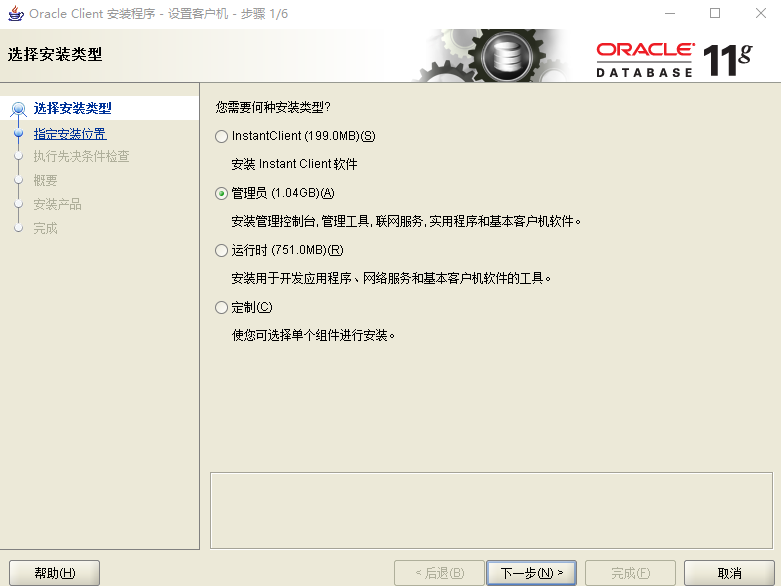 Oracle Client 安装程序 - 设置客户机 - 步骤 1/6
选择安装类型
ORACLE 11g
DATABASE
选择安装类型
指定安装位置
执行先决条件检查
概要
安装产品
完成
您需要何种安装类型?
InstantClient (199.0MB)(S)
安装 Instant Client 软件
管理员 (1.04GB)(A)
安装管理控制台, 管理工具, 联网服务, 实用程序和基本客户机软件。
运行时 (751.0MB)(R)
安装用于开发应用程序、网络服务和基本客户机软件的工具。
定制(C)
使您可选择单个组件进行安装。
帮助(H)
< 后退(B)
下一步(N) >
完成(F)
取消